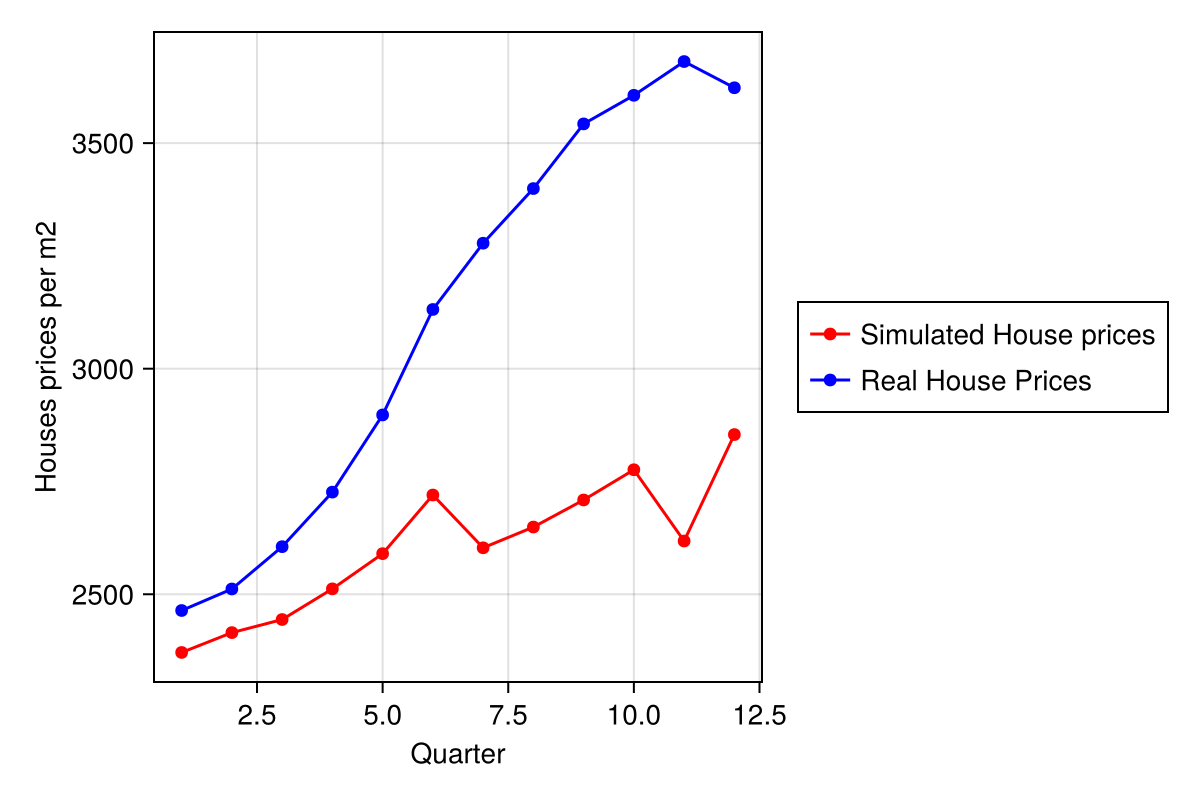 3500
3000
2500
Houses prices per m2
2.5 5.0 7.5 10.0 12.5
Quarter
Simulated House prices
Real House Prices